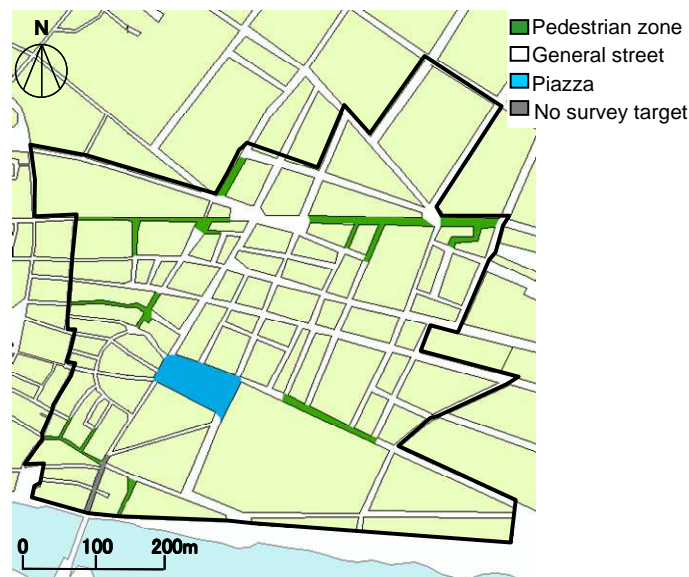 N
Pedestrian zone
General street
Piazza
No survey target
0 100 200m